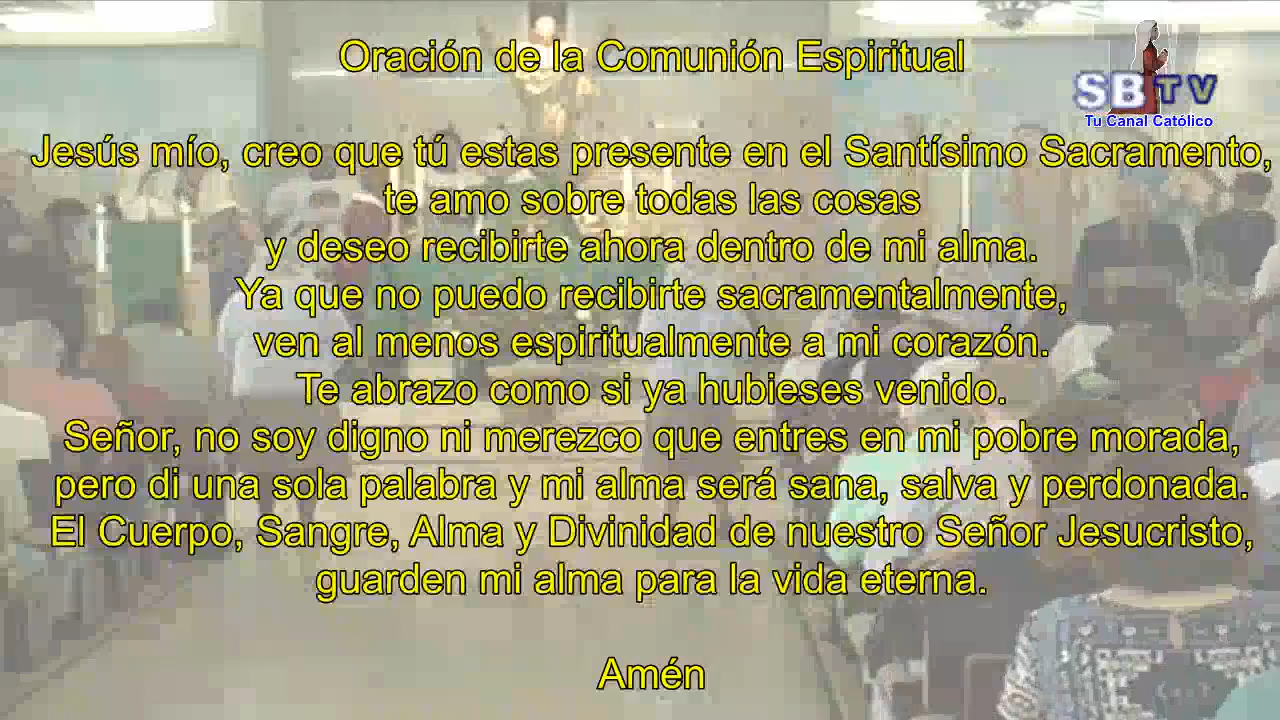 Oración de la Comunión Espiritual
SBTV
Tu Canal Católico
Jesús mío, creo que tú estas presente en el Santísimo Sacramento,
te amo sobre todas las cosas
y deseo recibirte ahora dentro de mi alma.
Ya que no puedo recibirte sacramentalmente,
ven al menos espiritualmente a mi corazón.
Te abrazo como si ya hubieses venido.
Señor, no soy digno ni merezco que entres en mi pobre morada,
pero di una sola palabra y mi alma será sana, salva y perdonada.
El Cuerpo, Sangre, Alma y Divinidad de nuestro Señor Jesucristo,
guarden mi alma para la vida eterna.
Amén